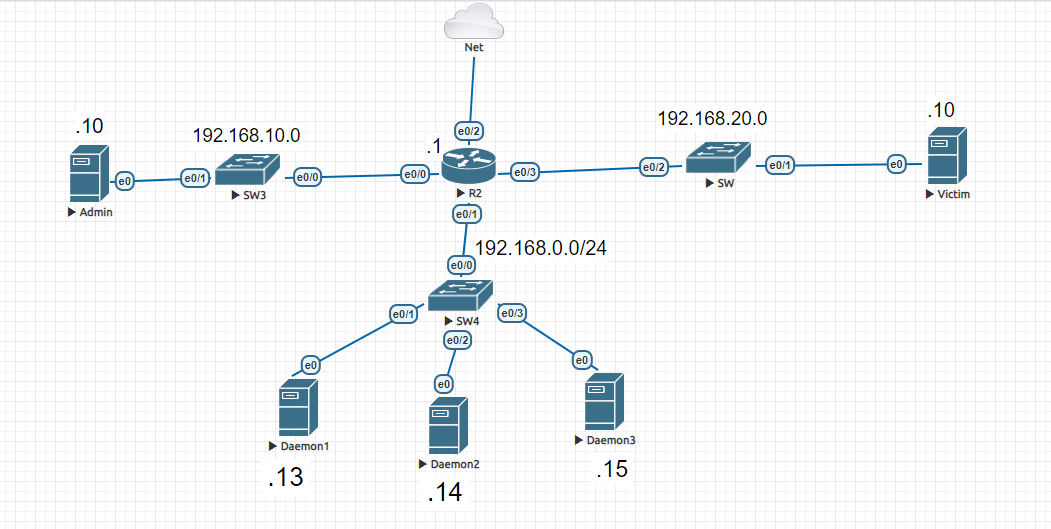 Net
.10
192.168.10.0
.1
e0/2
192.168.20.0
.10
e0
e0/1
e0/0
e0/0
e0/3
e0/2
e0/1
e0
Admin
SW3
R2
SW
Victim
e0/1
192.168.0.0/24
e0/0
e0/1
SW4
e0/3
e0/2
e0
e0
e0
Daemon1
Daemon2
Daemon3
.13
.14
.15